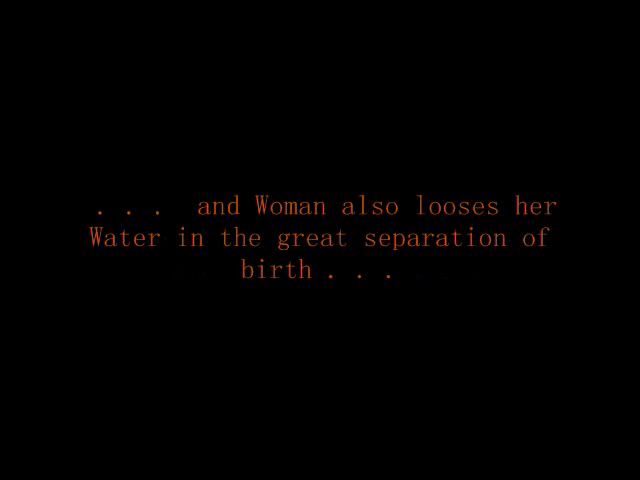 . . . and Woman also looses her
Water in the great separation of
birth . . .